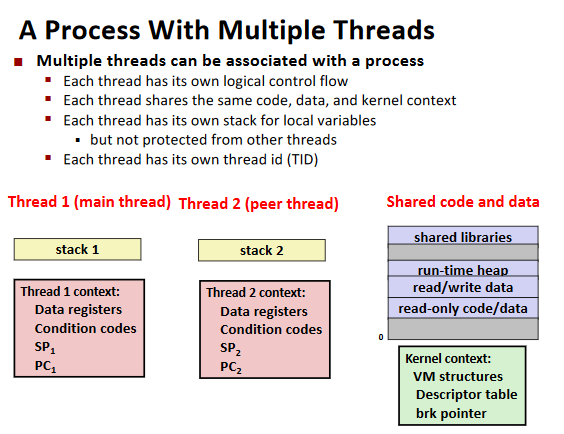 A Process With Multiple Threads
Multiple threads can be associated with a process
Each thread has its own logical control flow
Each thread shares the same code, data, and kernel context
Each thread has its own stack for local variables
but not protected from other threads
Each thread has its own thread id (TID)
Thread 1 (main thread)
stack 1
Thread 1 context:
Data registers
Condition codes
SP₁
PC₁
Thread 2 (peer thread)
stack 2
Thread 2 context:
Data registers
Condition codes
SP₂
PC₂
Shared code and data
shared libraries
run-time heap
read/write data
read-only code/data
0
Kernel context:
VM structures
Descriptor table
brk pointer